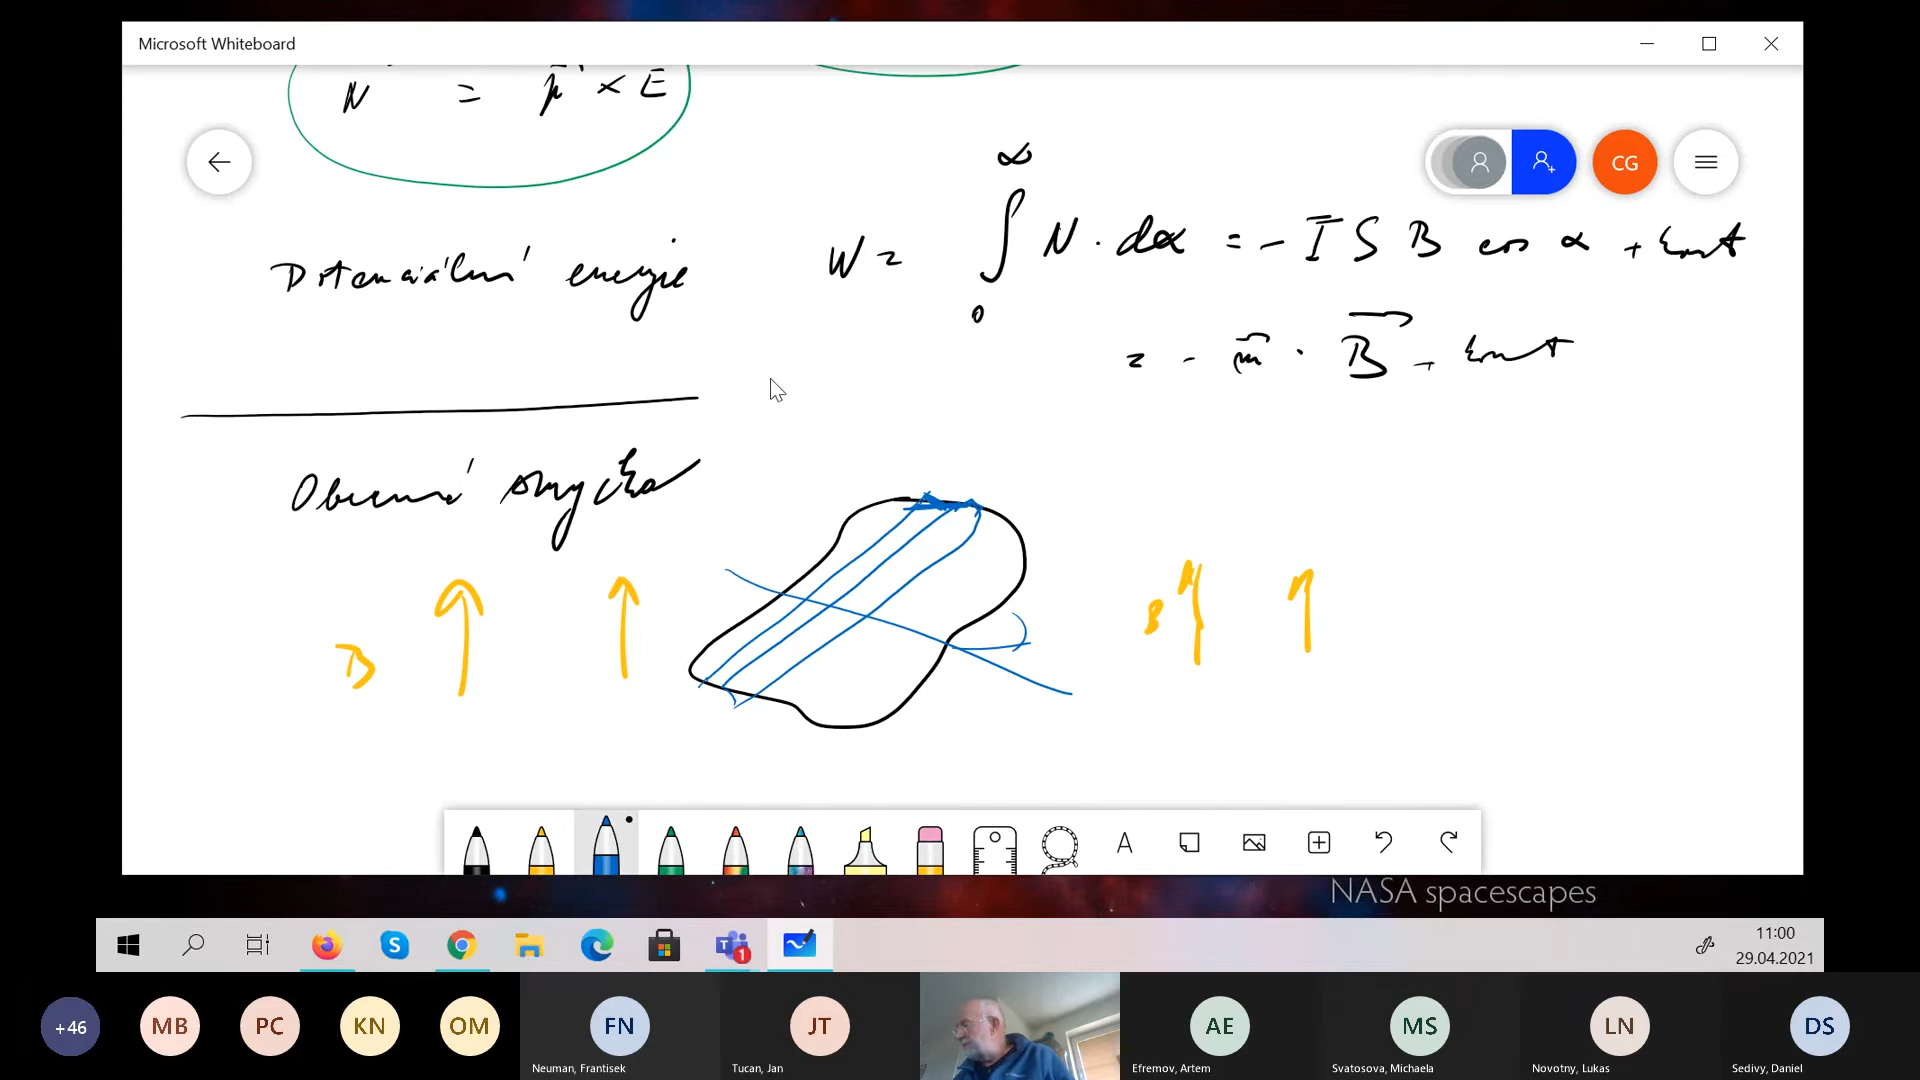 Microsoft Whiteboard
N = p × E
CG
Potenciální energie
W = ∫ N · dα = - I S B cos α + konst
∞
0
= - m · B + konst
Obecná smyčka
B
B
A
NASA spacescapes
S
T
1
11:00
29.04.2021
+46
MB
PC
KN
OM
FN
JT
AE
MS
LN
DS
Neuman, Frantisek
Tucan, Jan
Efremov, Artem
Svatosova, Michaela
Novotny, Lukas
Sedivy, Daniel